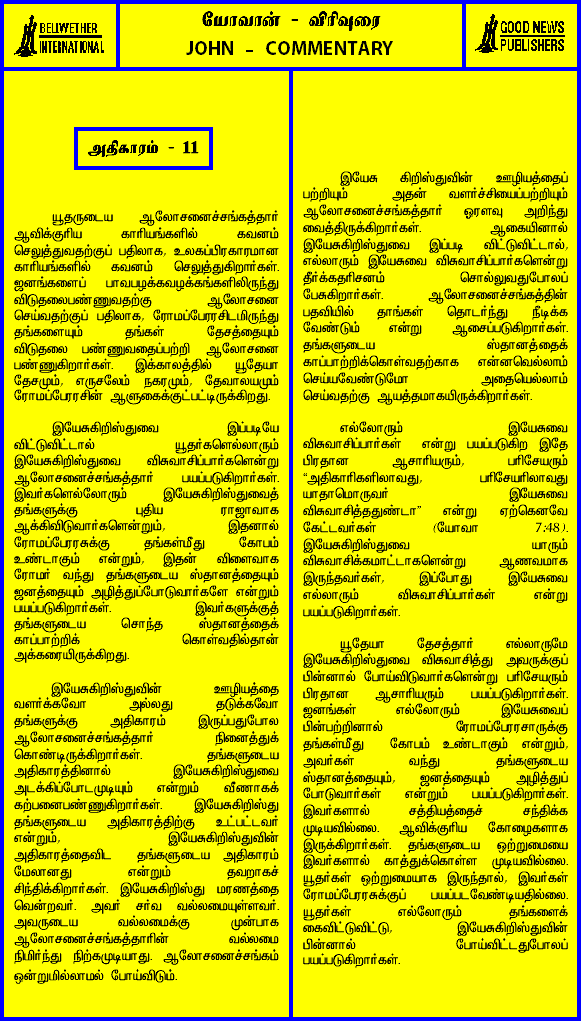 BELWETHER
INTERNATIONAL
யோவான் - விரிவுரை
JOHN - COMMENTARY
GOOD NEWS
PUBLISHERS
அதிகாரம் - 11
யூதருடைய ஆலோசனைச்சங்கத்தார்
ஆவிக்குரிய காரியங்களில் கவனம்
செலுத்துவதற்குப் பதிலாக, உலகப்பிரகாரமான
காரியங்களில் கவனம் செலுத்துகிறார்கள்.
ஜனங்களைப் பாவபழக்கவழக்கங்களிலிருந்து
விடுதலைபண்ணுவதற்கு ஆலோசனை
செய்வதற்குப் பதிலாக, ரோமப்பேரரசிடமிருந்து
தங்களையும் தங்கள் தேசத்தையும்
விடுதலை பண்ணுவதைப்பற்றி ஆலோசனை
பண்ணுகிறார்கள். இக்காலத்தில் யூதேயா
தேசமும், எருசலேம் நகரமும், தேவாலயமும்
ரோமப்பேரரசின் ஆளுகைக்குட்பட்டிருக்கிறது.
இயேசுகிறிஸ்துவை இப்படியே
விட்டுவிட்டால் யூதர்களெல்லாரும்
இயேசுகிறிஸ்துவை விசுவாசிப்பார்களென்று
ஆலோசனைச்சங்கத்தார் பயப்படுகிறார்கள்.
இவர்களெல்லோரும் இயேசுகிறிஸ்துவைத்
தங்களுக்கு புதிய ராஜாவாக
ஆக்கிவிடுவார்களென்றும், இதனால்
ரோமப்பேரரசுக்கு தங்கள்மீது கோபம்
உண்டாகும் என்றும், இதன் விளைவாக
ரோமர் வந்து தங்களுடைய ஸ்தானத்தையும்
ஜனத்தையும் அழித்துப்போடுவார்களே என்றும்
பயப்படுகிறார்கள். இவர்களுக்குத்
தங்களுடைய சொந்த ஸ்தானத்தைக்
காப்பாற்றிக் கொள்வதில்தான்
அக்கரையிருக்கிறது.
இயேசுகிறிஸ்துவின் ஊழியத்தை
வளர்க்கவோ அல்லது தடுக்கவோ
தங்களுக்கு அதிகாரம் இருப்பதுபோல
ஆலோசனைச்சங்கத்தார் நினைத்துக்
கொண்டிருக்கிறார்கள். தங்களுடைய
அதிகாரத்தினால் இயேசுகிறிஸ்துவை
அடக்கிப்போடமுடியும் என்றும் வீணாகக்
கற்பனைபண்ணுகிறார்கள். இயேசுகிறிஸ்து
தங்களுடைய அதிகாரத்திற்கு உட்பட்டவர்
என்றும், இயேசுகிறிஸ்துவின்
அதிகாரத்தைவிட தங்களுடைய அதிகாரம்
மேலானது என்றும் தவறாகச்
சிந்திக்கிறார்கள். இயேசுகிறிஸ்து மரணத்தை
வென்றவர். அவர் சர்வ வல்லமையுள்ளவர்.
அவருடைய வல்லமைக்கு முன்பாக
ஆலோசனைச்சங்கத்தாரின் வல்லமை
நிமிர்ந்து நிற்கமுடியாது. ஆலோசனைச்சங்கம்
ஒன்றுமில்லாமல் போய்விடும்.
இயேசு கிறிஸ்துவின் ஊழியத்தைப்
பற்றியும் அதன் வளர்ச்சியைப்பற்றியும்
ஆலோசனைச்சங்கத்தார் ஓரளவு அறிந்து
வைத்திருக்கிறார்கள். ஆகையினால்
இயேசுகிறிஸ்துவை இப்படி விட்டுவிட்டால்,
எல்லாரும் இயேசுவை விசுவாசிப்பார்களென்று
தீர்க்கதரிசனம் சொல்லுவதுபோலப்
பேசுகிறார்கள். ஆலோசனைச்சங்கத்தின்
பதவியில் தாங்கள் தொடர்ந்து நீடிக்க
வேண்டும் என்று ஆசைப்படுகிறார்கள்.
தங்களுடைய ஸ்தானத்தைக்
காப்பாற்றிக்கொள்வதற்காக என்னவெல்லாம்
செய்யவேண்டுமோ அதையெல்லாம்
செய்வதற்கு ஆயத்தமாகயிருக்கிறார்கள்.
எல்லோரும் இயேசுவை
விசுவாசிப்பார்கள் என்று பயப்படுகிற இதே
பிரதான ஆசாரியரும், பரிசேயரும்
“அதிகாரிகளிலாவது, பரிசேயரிலாவது
யாதாமொருவர் இயேசுவை
விசுவாசித்ததுண்டா” என்று ஏற்கெனவே
கேட்டவர்கள் (யோவா 7:48).
இயேசுகிறிஸ்துவை யாரும்
விசுவாசிக்கமாட்டாகளென்று ஆணவமாக
இருந்தவர்கள், இப்போது இயேசுவை
எல்லாரும் விசுவாசிப்பார்கள் என்று
பயப்படுகிறார்கள்.
யூதேயா தேசத்தார் எல்லாருமே
இயேசுகிறிஸ்துவை விசுவாசித்து அவருக்குப்
பின்னால் போய்விடுவார்களென்று பரிசேயரும்
பிரதான ஆசாரியரும் பயப்படுகிறார்கள்.
ஜனங்கள் எல்லோரும் இயேசுவைப்
பின்பற்றினால் ரோமப்பேரரசாருக்கு
தங்கள்மீது கோபம் உண்டாகும் என்றும்,
அவர்கள் வந்து தங்களுடைய
ஸ்தானத்தையும், ஜனத்தையும் அழித்துப்
போடுவார்கள் என்றும் பயப்படுகிறார்கள்.
இவர்களால் சத்தியத்தைச் சந்திக்க
முடியவில்லை. ஆவிக்குரிய கோழைகளாக
இருக்கிறார்கள். தங்களுடைய ஒற்றுமையை
இவர்களால் காத்துக்கொள்ள முடியவில்லை.
யூதர்கள் ஒற்றுமையாக இருந்தால், இவர்கள்
ரோமப்பேரரசுக்குப் பயப்படவேண்டியதில்லை.
யூதர்கள் எல்லோரும் தங்களைக்
கைவிட்டுவிட்டு, இயேசுகிறிஸ்துவின்
பின்னால் போய்விட்டதுபோலப்
பயப்படுகிறார்கள்.